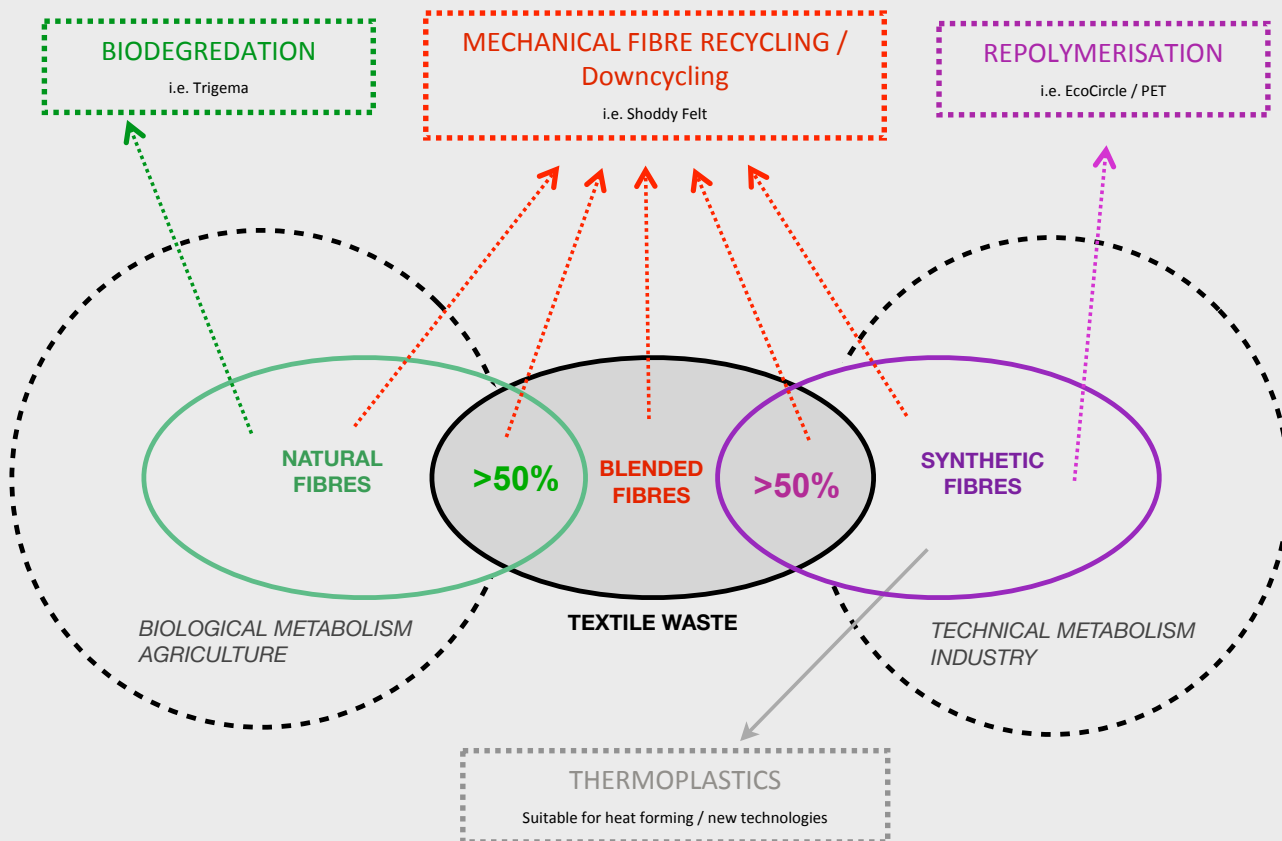 BIODEGREDATION
i.e. Trigema
MECHANICAL FIBRE RECYCLING /
Downcycling
i.e. Shoddy Felt
REPOLYMERISATION
i.e. EcoCircle / PET
NATURAL
FIBRES
>50%
BLENDED
FIBRES
>50%
SYNTHETIC
FIBRES
BIOLOGICAL METABOLISM
AGRICULTURE
TEXTILE WASTE
TECHNICAL METABOLISM
INDUSTRY
THERMOPLASTICS
Suitable for heat forming / new technologies